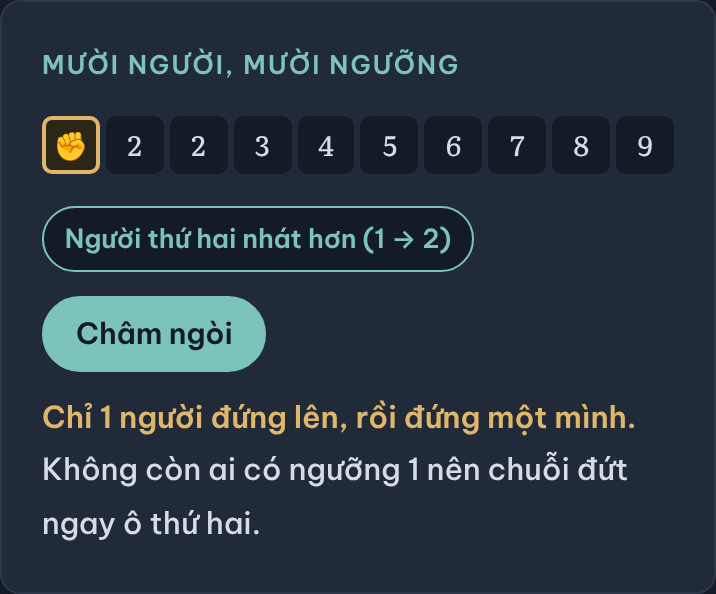 MƯỜI NGƯỜI, MƯỜI NGƯỠNG
✊ 2 2 3 4 5 6 7 8 9
Người thứ hai nhát hơn (1 → 2)
Châm ngòi
Chỉ 1 người đứng lên, rồi đứng một mình.
Không còn ai có ngưỡng 1 nên chuỗi đứt
ngay ô thứ hai.